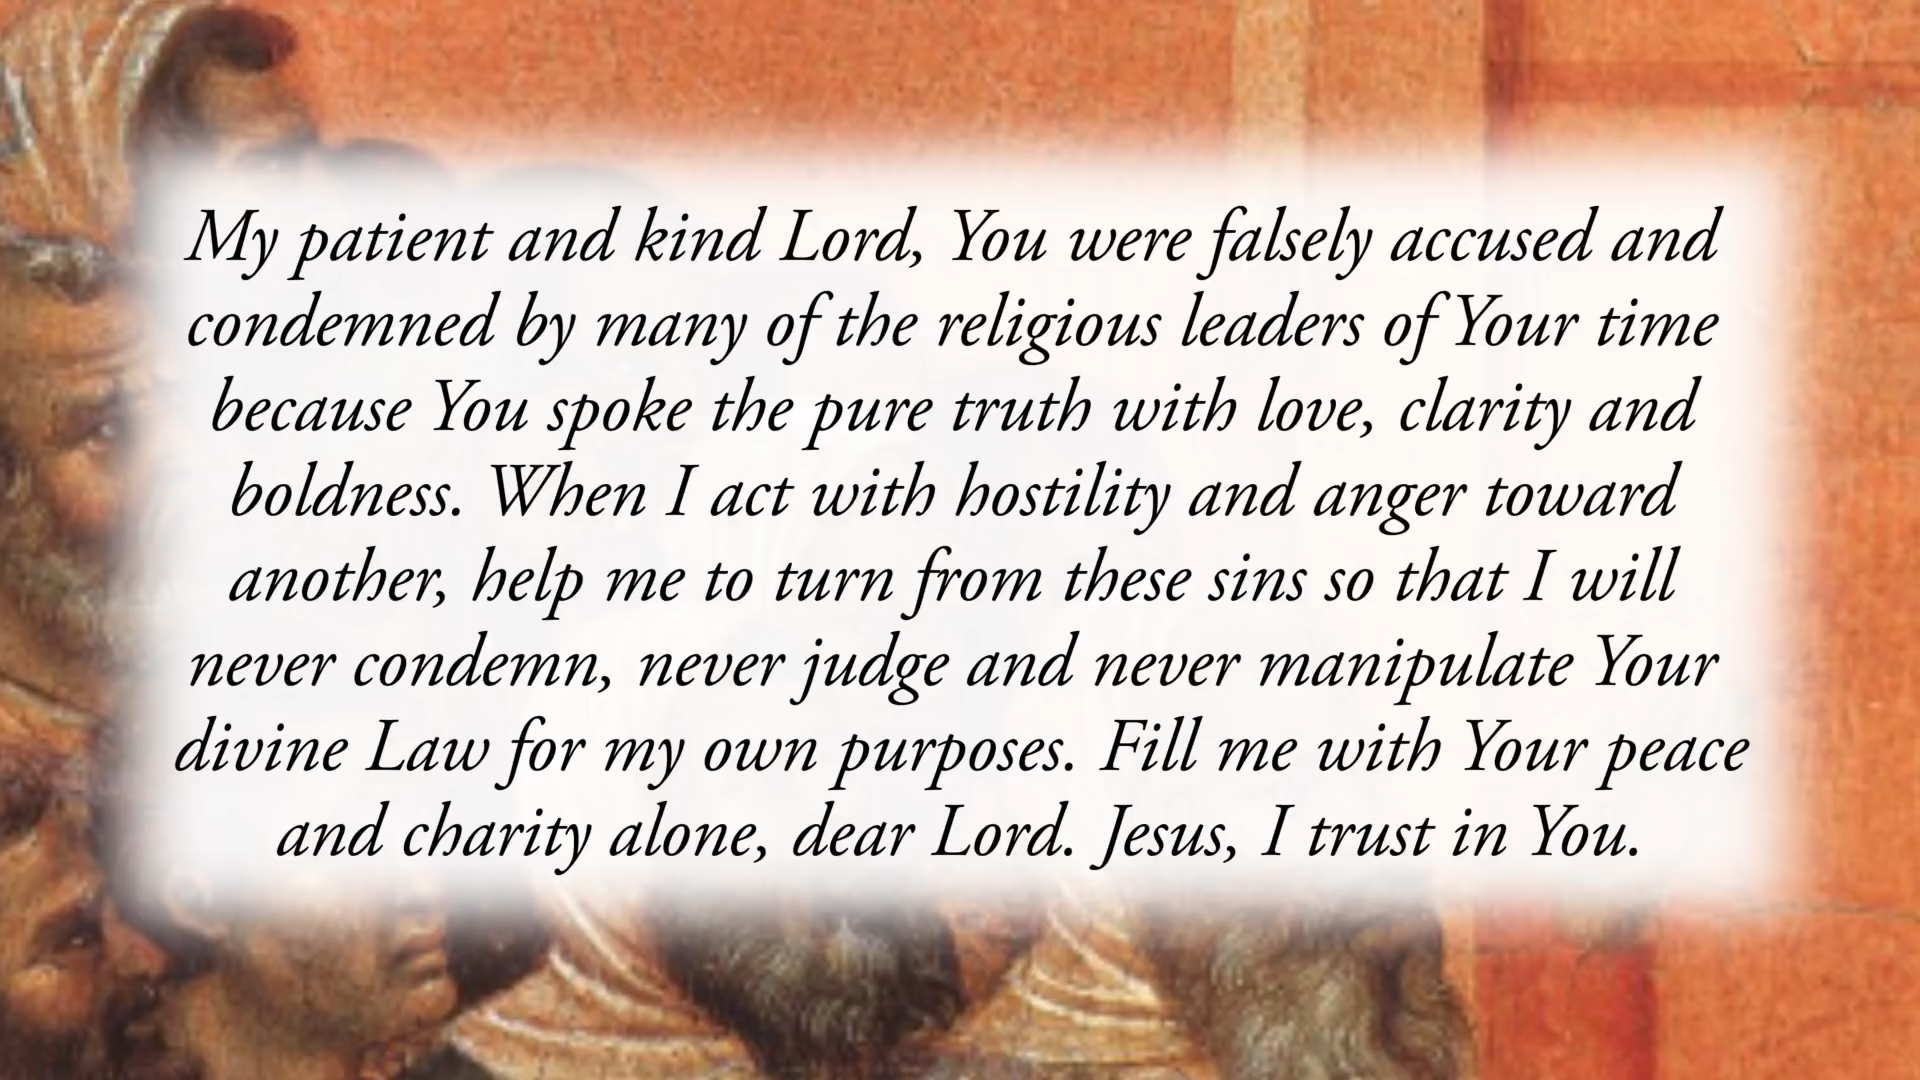 My patient and kind Lord, You were falsely accused and
condemned by many of the religious leaders of Your time
because You spoke the pure truth with love, clarity and
boldness. When I act with hostility and anger toward
another, help me to turn from these sins so that I will
never condemn, never judge and never manipulate Your
divine Law for my own purposes. Fill me with Your peace
and charity alone, dear Lord. Jesus, I trust in You.